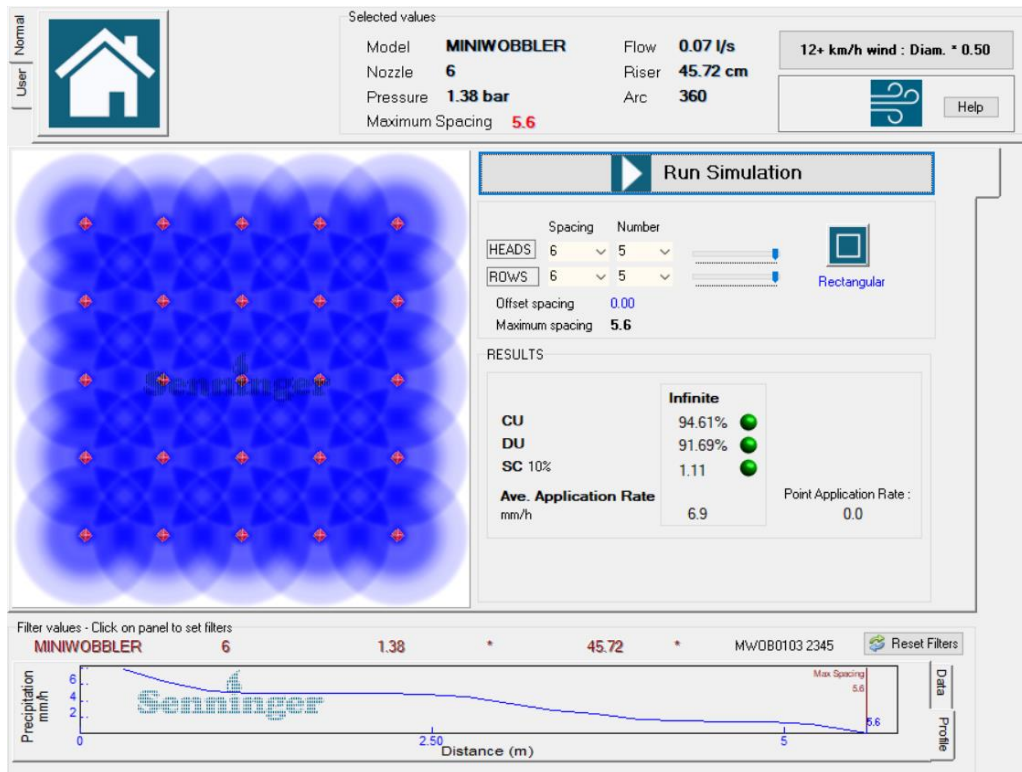 Normal
User
Selected values
Model MINIWOBBLER Flow 0.07 l/s
Nozzle 6 Riser 45.72 cm
Pressure 1.38 bar Arc 360
Maximum Spacing 5.6
12+ km/h wind : Diam. * 0.50
Help
Run Simulation
Spacing Number
HEADS 6 5
ROWS 6 5
Rectangular
Offset spacing 0.00
Maximum spacing 5.6
Senninger
RESULTS
Infinite
CU 94.61%
DU 91.69%
SC 10% 1.11
Ave. Application Rate
mm/h 6.9
Point Application Rate :
0.0
Filter values - Click on panel to set filters
MINIWOBBLER 6 1.38 * 45.72 * MWOB0103 2345 Reset Filters
Precipitation
mm/h
6
4
2
Senninger
Max Spacing
5.6
5.6
0 2.50 5
Distance (m)
Data
Profile